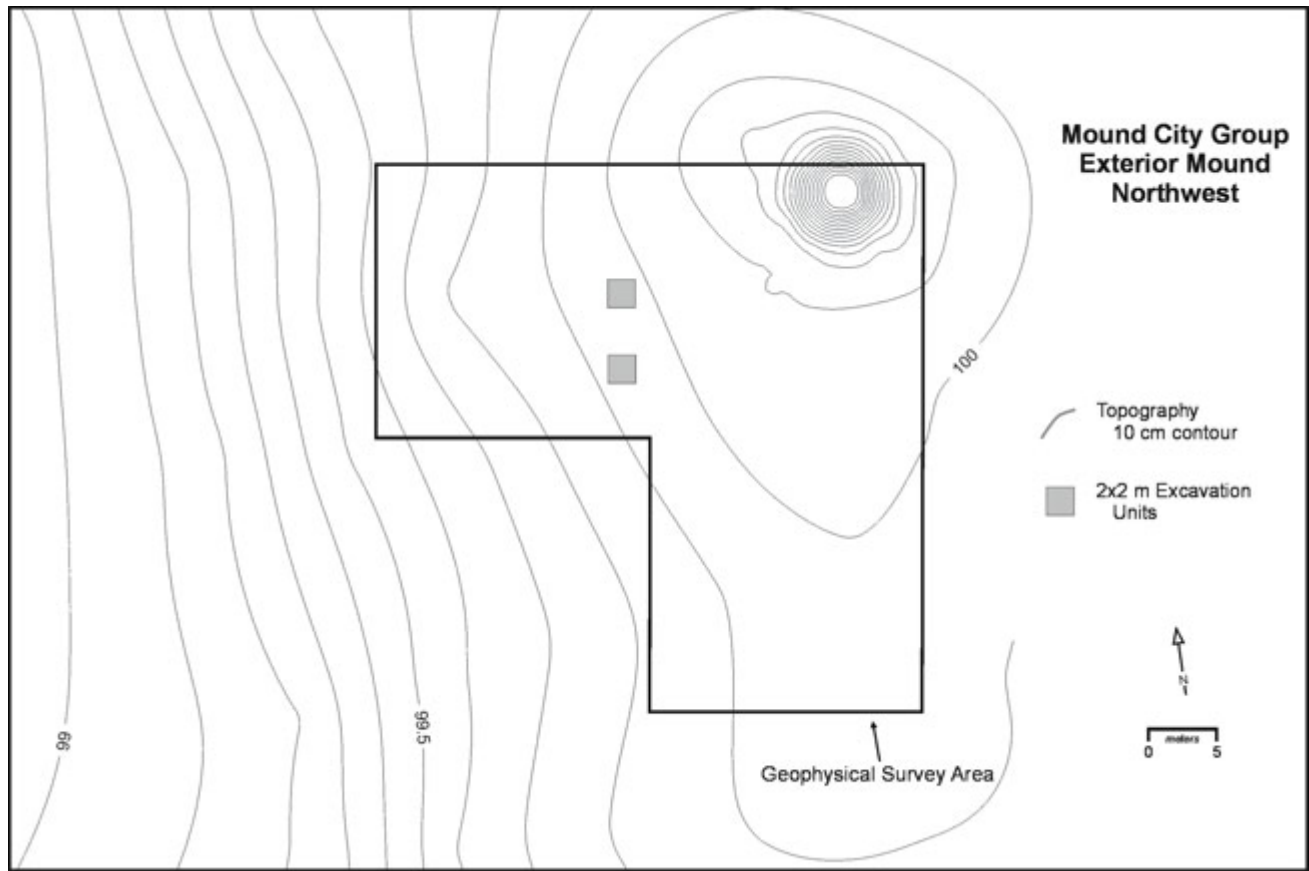 Mound City Group
Exterior Mound
Northwest
100
Topography
10 cm contour
2x2 m Excavation
Units
N
meters
0 5
99
99.5
Geophysical Survey Area